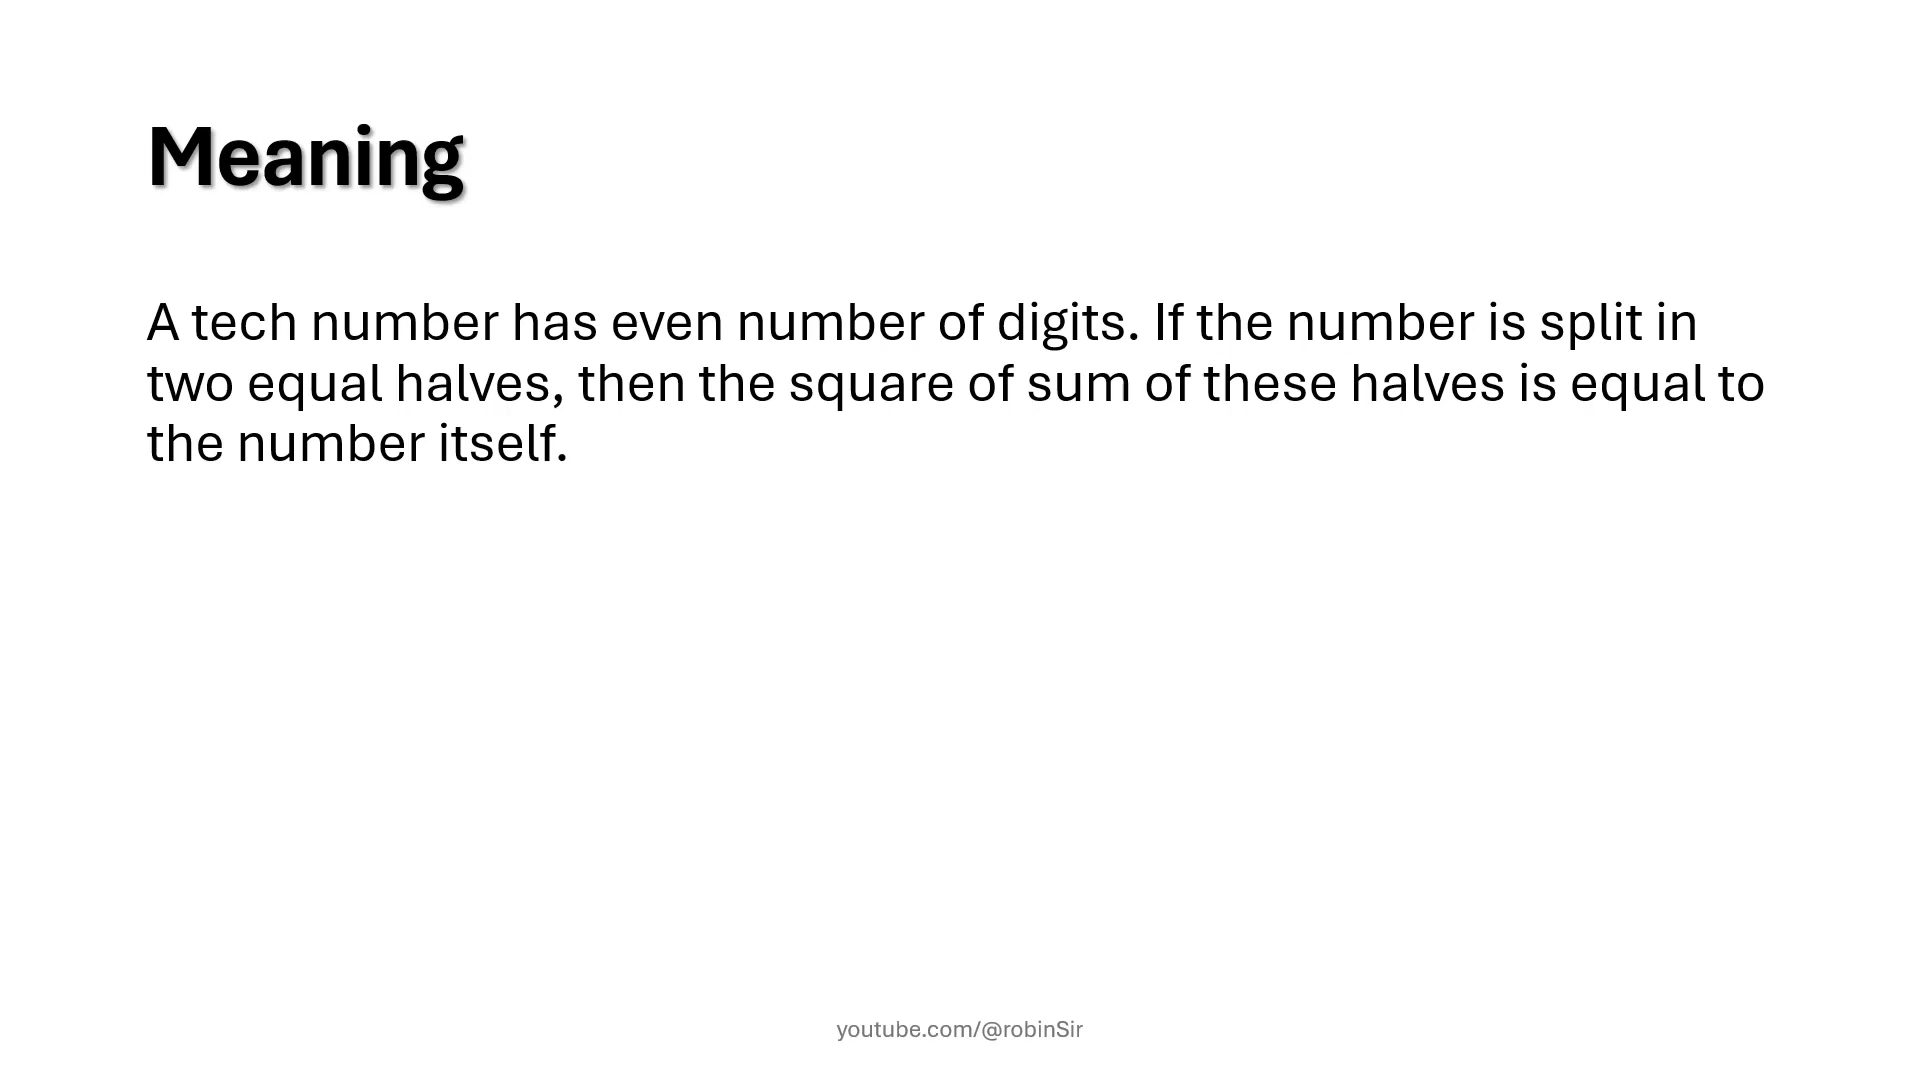 Meaning
A tech number has even number of digits. If the number is split in
two equal halves, then the square of sum of these halves is equal to
the number itself.
youtube.com/@robinSir